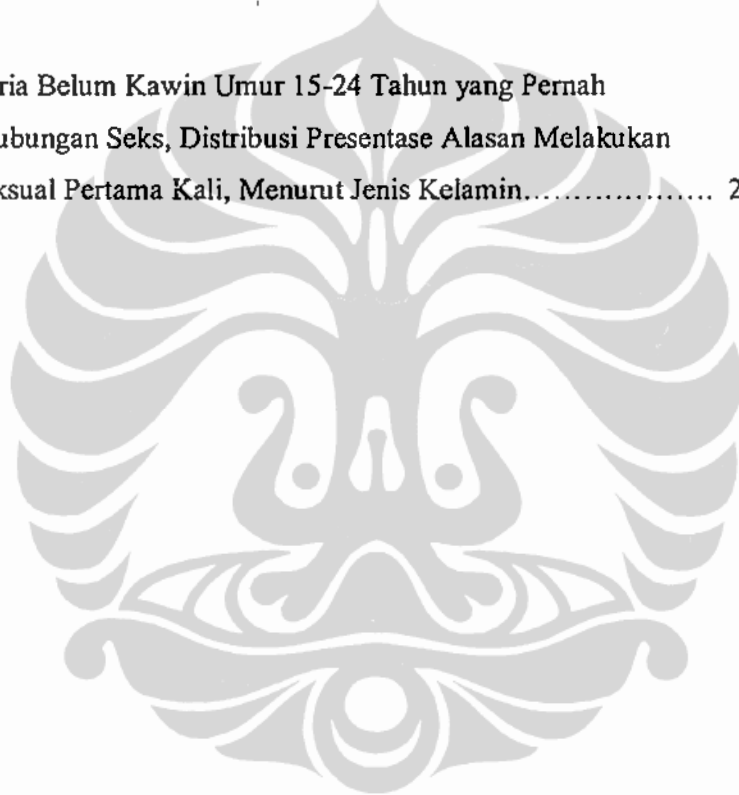 ria Belum Kawin Umur 15-24 Tahun yang Pernah
ubungan Seks, Distribusi Presentase Alasan Melakukan
ksual Pertama Kali, Menurut Jenis Kelamin................... 2